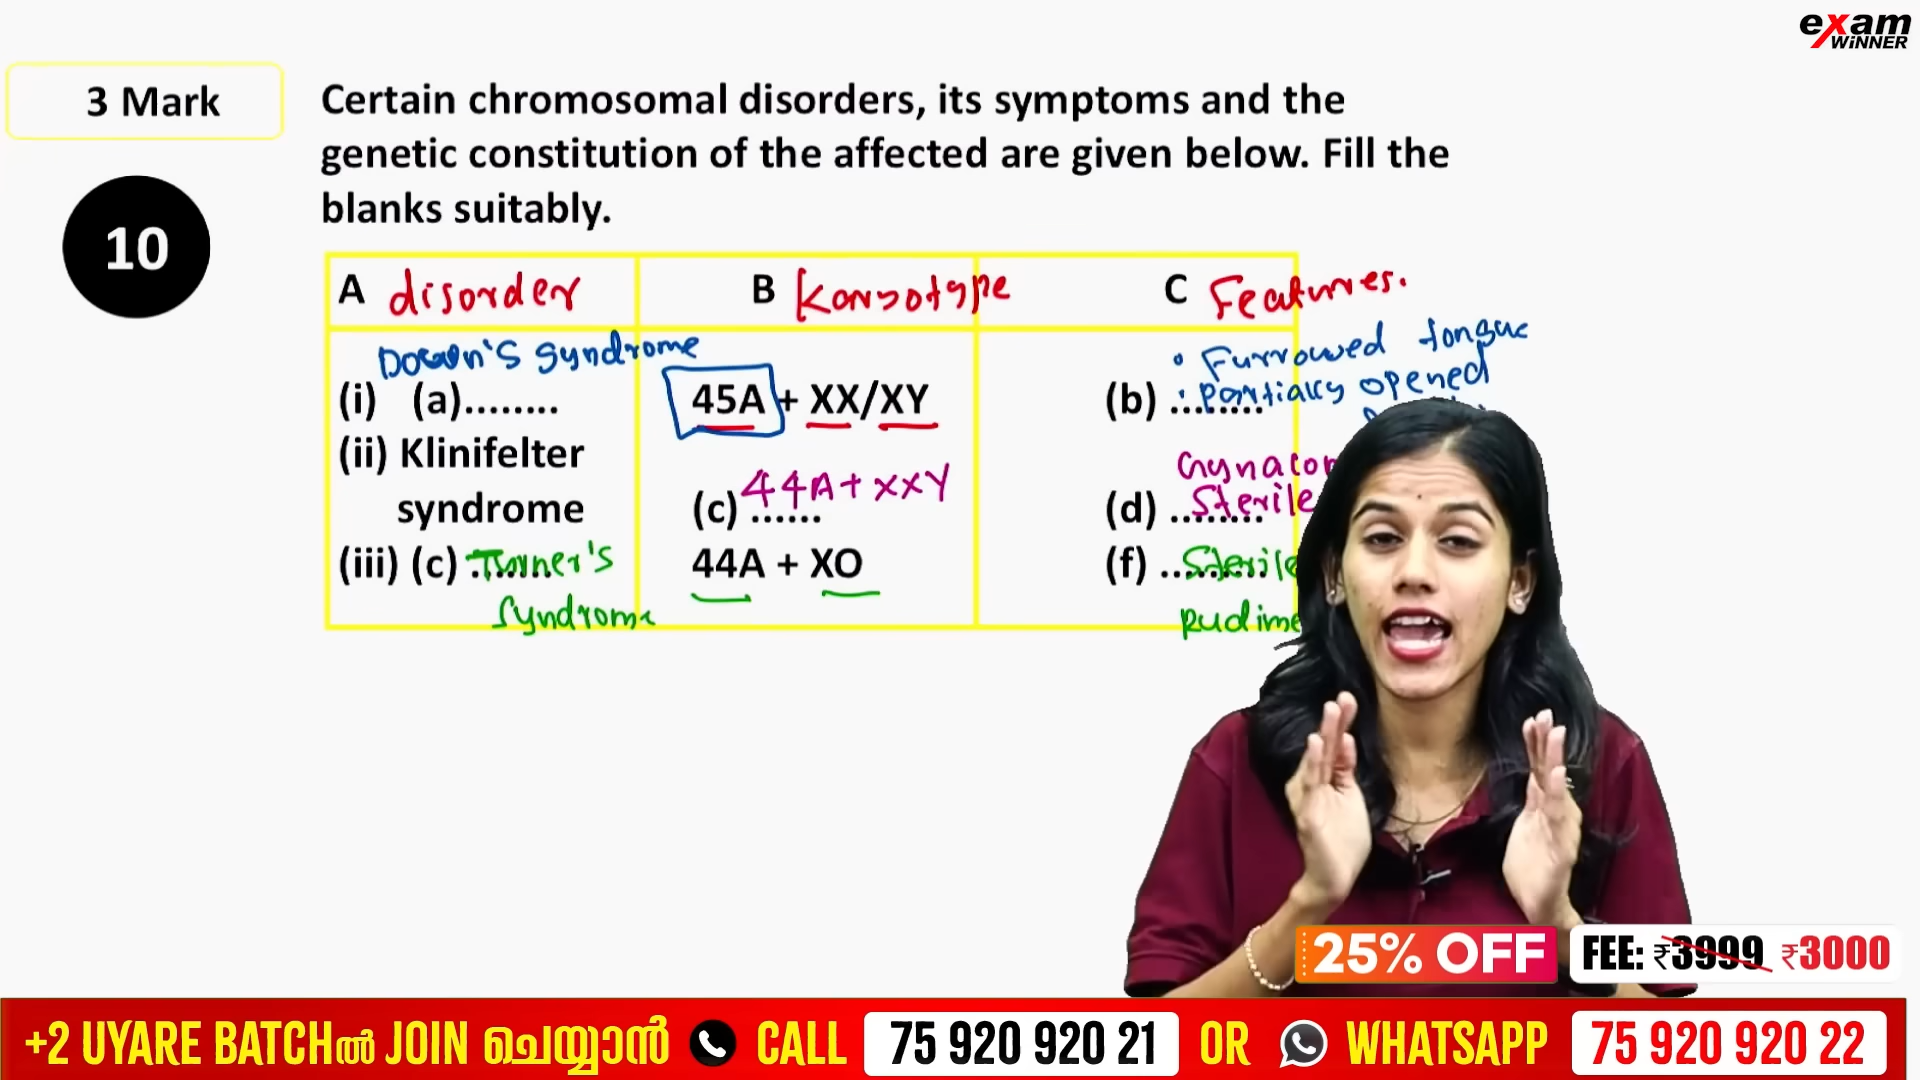 exam
WiNNER
3 Mark
10
Certain chromosomal disorders, its symptoms and the
genetic constitution of the affected are given below. Fill the
blanks suitably.
A disorder
B Karyotype
C Features.
Down's syndrome
(i) (a)........
45A + XX/XY
(b) ........
• Furrowed tongue
• Partially opened
(ii) Klinifelter
syndrome
(c) ......
44A + XXY
(d) ........
Sterile
(iii) (c) ........
Turner's
Syndrome
44A + XO
(f) ..........
Sterile
25% OFF
FEE: ₹3999 ₹3000
+2 UYARE BATCHൽ JOIN ചെയ്യാൻ CALL 75 920 920 21 OR WHATSAPP 75 920 920 22